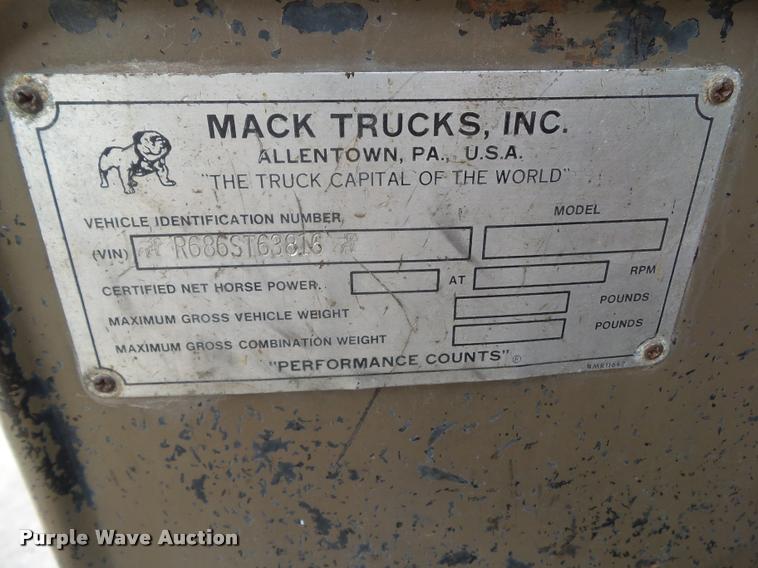 MACK TRUCKS, INC.
ALLENTOWN, PA., U.S.A.
"THE TRUCK CAPITAL OF THE WORLD"
VEHICLE IDENTIFICATION NUMBER MODEL
(VIN) R686ST63818
CERTIFIED NET HORSE POWER. AT RPM
MAXIMUM GROSS VEHICLE WEIGHT POUNDS
MAXIMUM GROSS COMBINATION WEIGHT POUNDS
"PERFORMANCE COUNTS"®
Purple Wave Auction